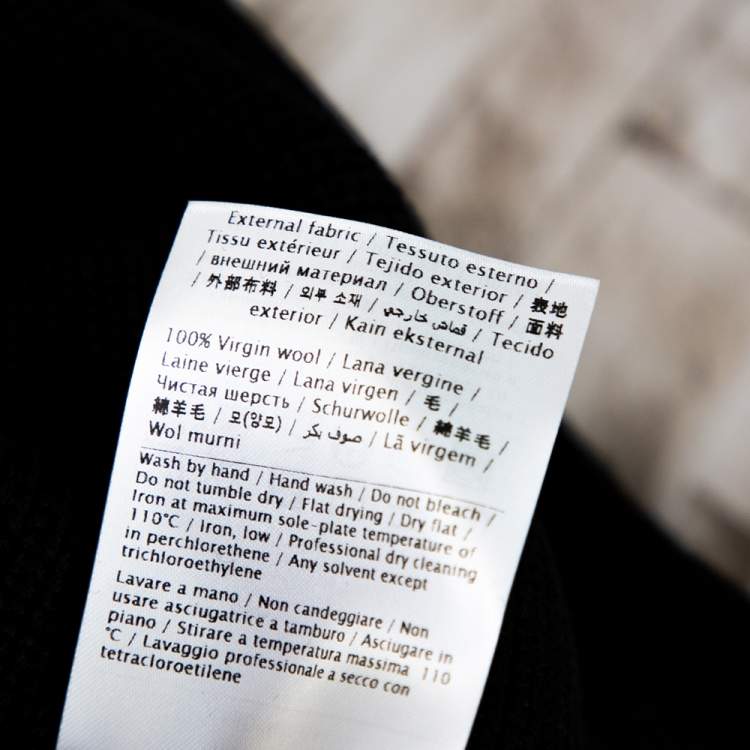 External fabric / Tessuto esterno /
Tissu extérieur / Tejido exterior / 表地
/ внешний материал / Oberstoff / 面料
/ 外部布料 / 외투 소재 / قماش خارجي / Tecido
exterior / Kain eksternal
100% Virgin wool / Lana vergine /
Laine vierge / Lana virgen / 毛 /
Чистая шерсть / Schurwolle / 綿羊毛 /
綿羊毛 / 모(양모) / صوف بكر / Lã virgem /
Wol murni
Wash by hand / Hand wash / Do not bleach /
Do not tumble dry / Flat drying / Dry flat /
Iron at maximum sole-plate temperature of
110°C / Iron, low / Professional dry cleaning
in perchlorethene / Any solvent except
trichloroethylene
Lavare a mano / Non candeggiare / Non
usare asciugatrice a tamburo / Asciugare in
piano / Stirare a temperatura massima 110
°C / Lavaggio professionale a secco con
tetracloroetilene